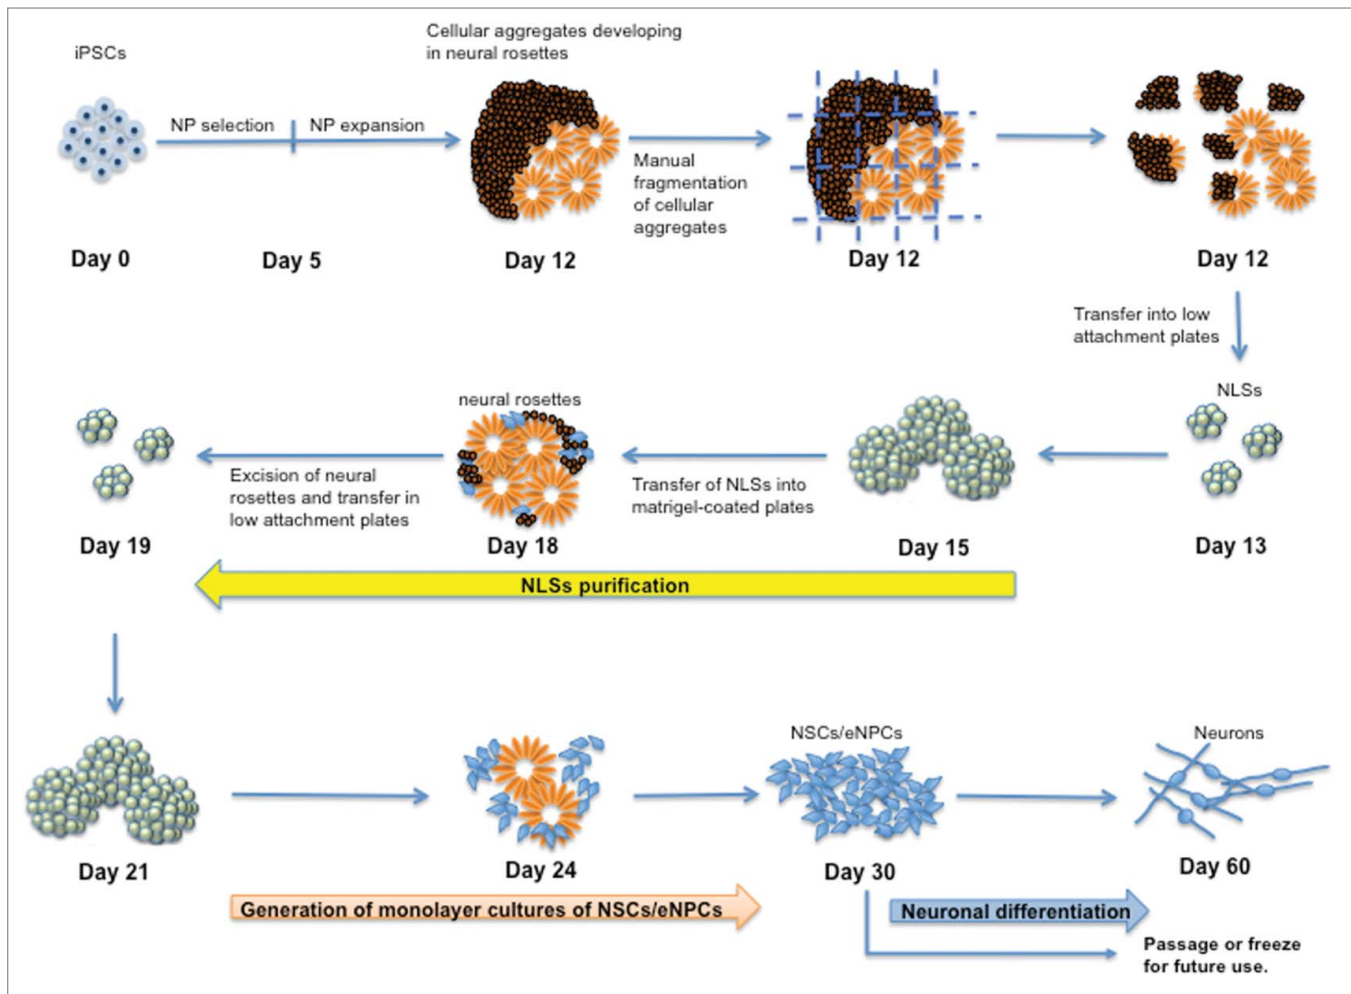 iPSCs
NP selection
NP expansion
Cellular aggregates developing
in neural rosettes
Manual
fragmentation
of cellular
aggregates
Day 0
Day 5
Day 12
Day 12
Day 12
Transfer into low
attachment plates
NLSs
Day 13
Day 15
Transfer of NLSs into
matrigel-coated plates
neural rosettes
Day 18
Excision of neural
rosettes and transfer in
low attachment plates
Day 19
NLSs purification
Day 21
Day 24
NSCs/eNPCs
Day 30
Neurons
Day 60
Generation of monolayer cultures of NSCs/eNPCs
Neuronal differentiation
Passage or freeze
for future use.